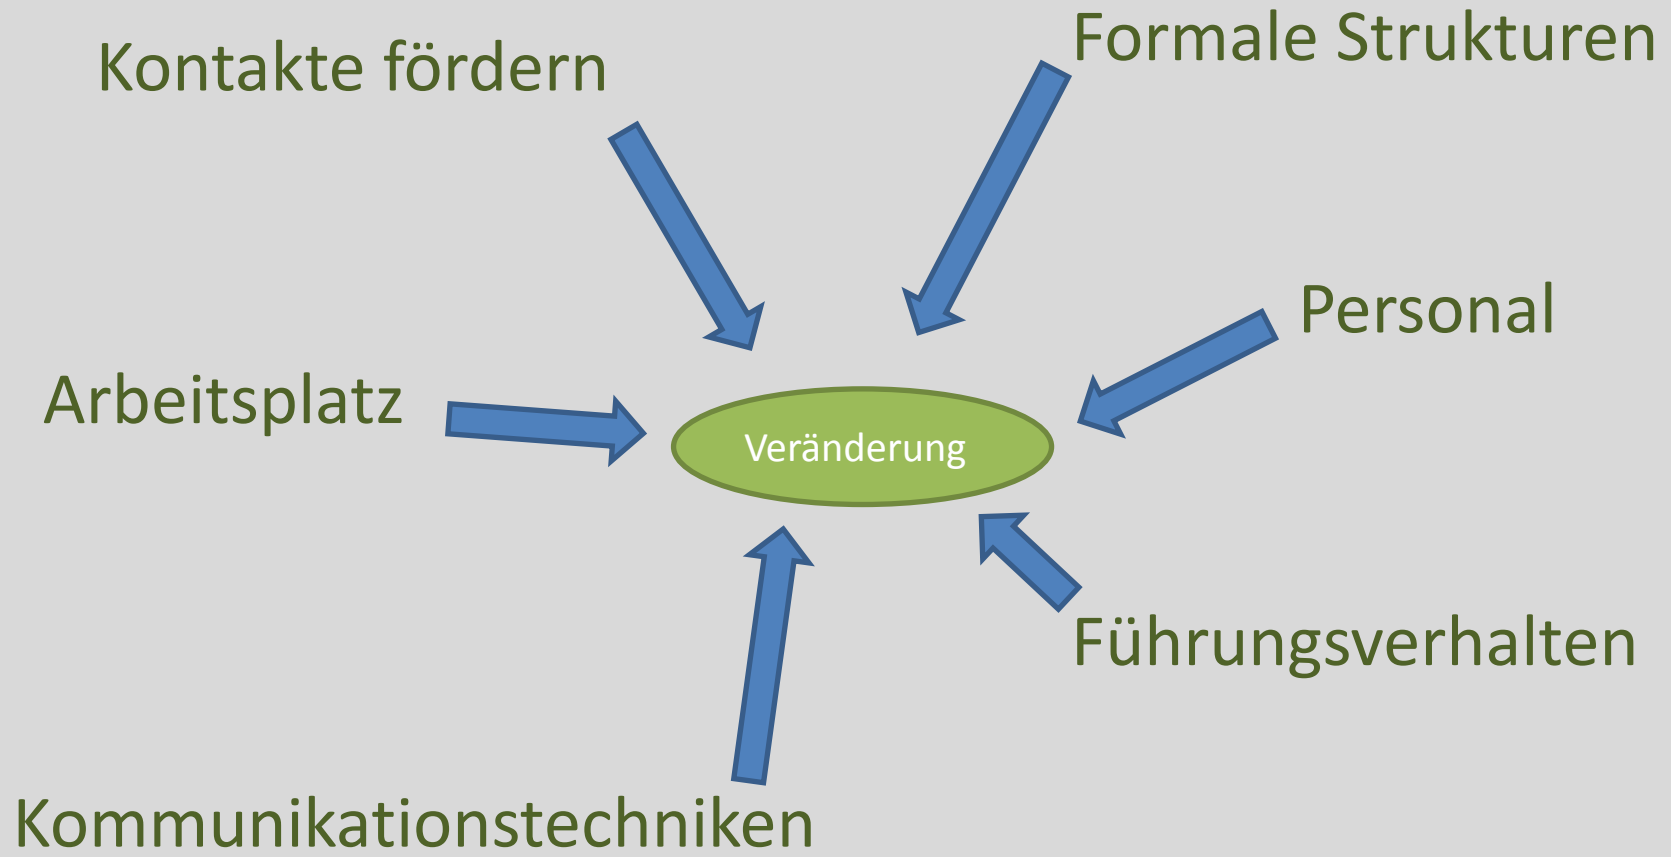 Kontakte fördern
Formale Strukturen
Personal
Arbeitsplatz
Veränderung
Führungsverhalten
Kommunikationstechniken